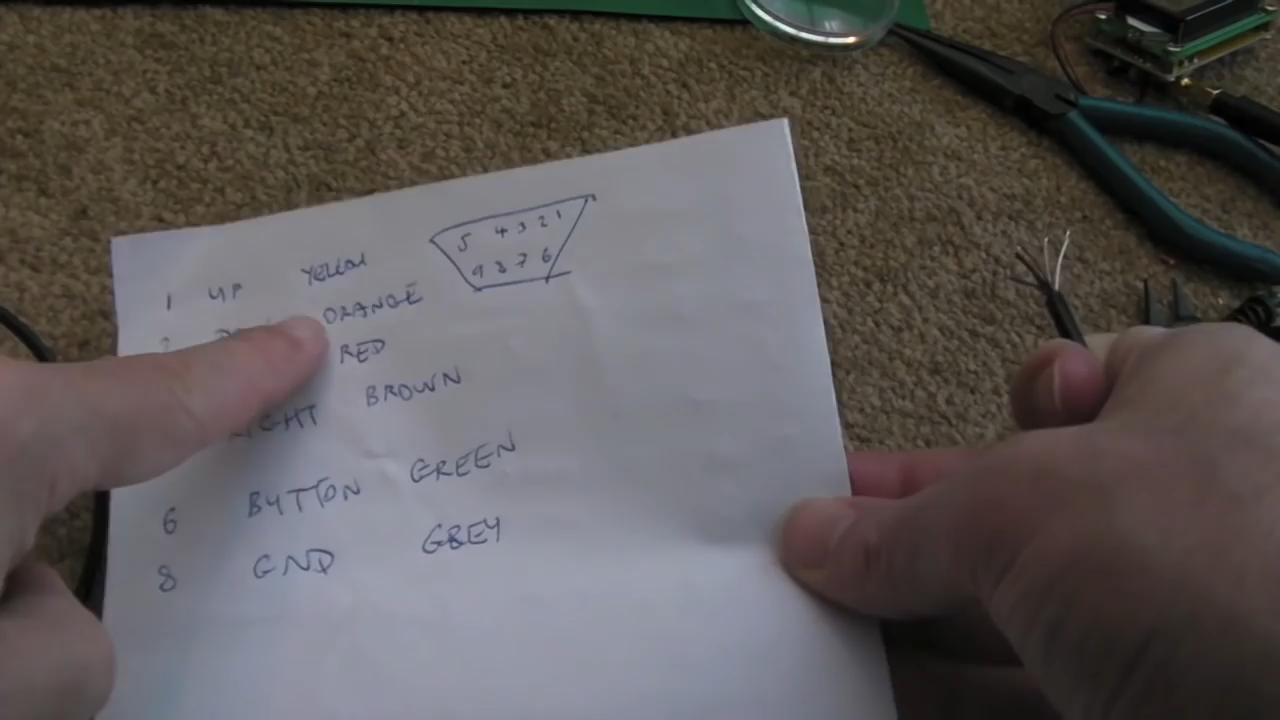 1 UP YELLOW
5 4 3 2 1
9 8 7 6
2 ORANGE
RED
BROWN
6 BUTTON GREEN
8 GND GREY